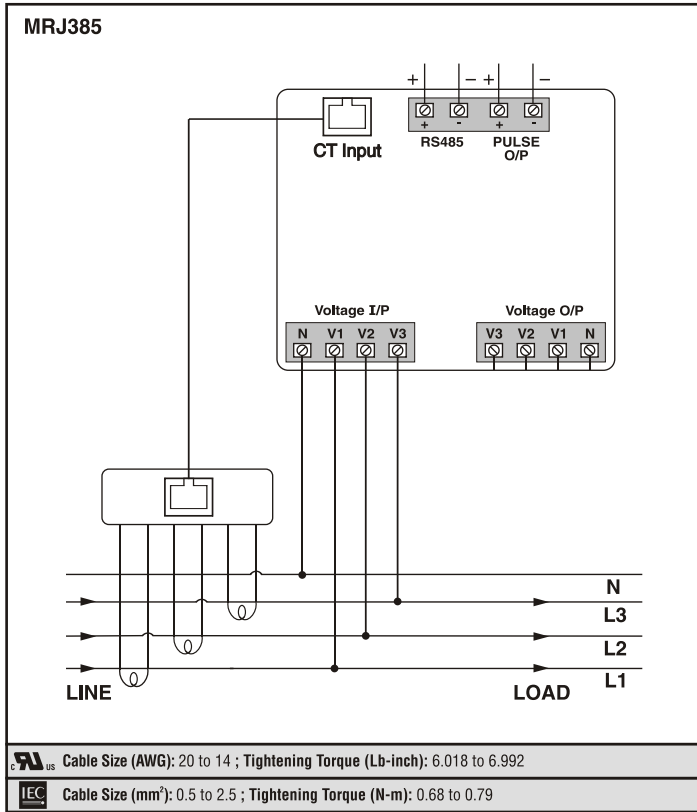 MRJ385
+ − + −
+ - + -
CT Input
RS485 PULSE O/P
Voltage I/P Voltage O/P
N V1 V2 V3 V3 V2 V1 N
N
L3
L2
L1
LINE LOAD
c RU us Cable Size (AWG): 20 to 14 ; Tightening Torque (Lb-inch): 6.018 to 6.992
IEC Cable Size (mm²): 0.5 to 2.5 ; Tightening Torque (N-m): 0.68 to 0.79